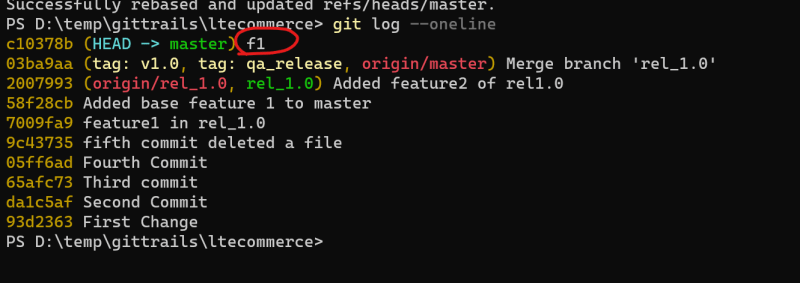 Successfully rebased and updated refs/heads/master.
PS D:\temp\gittrails\ltecommerce> git log --oneline
c10378b (HEAD -> master) f1
03ba9aa (tag: v1.0, tag: qa_release, origin/master) Merge branch 'rel_1.0'
2007993 (origin/rel_1.0, rel_1.0) Added feature2 of rel1.0
58f28cb Added base feature 1 to master
7009fa9 feature1 in rel_1.0
9c43735 fifth commit deleted a file
05ff6ad Fourth Commit
65afc73 Third commit
da1c5af Second Commit
93d2363 First Change
PS D:\temp\gittrails\ltecommerce>